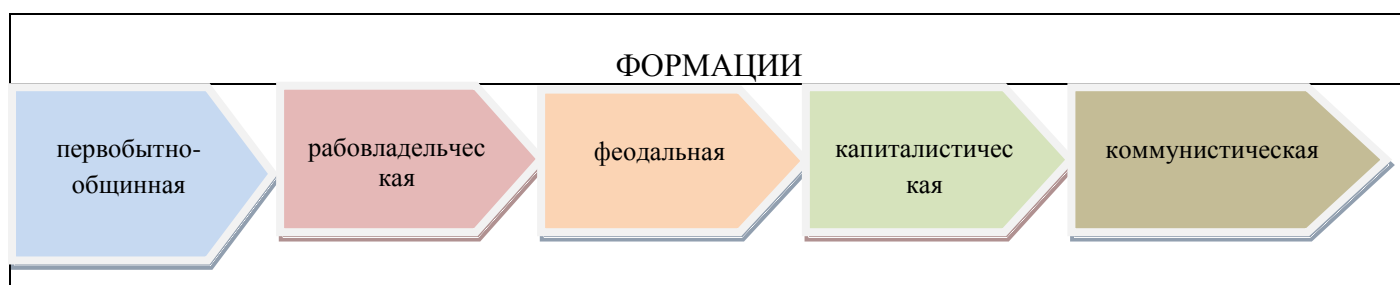 ФОРМАЦИИ
первобытно-
общинная
рабовладельчес
кая
феодальная
капиталистичес
кая
коммунистическая